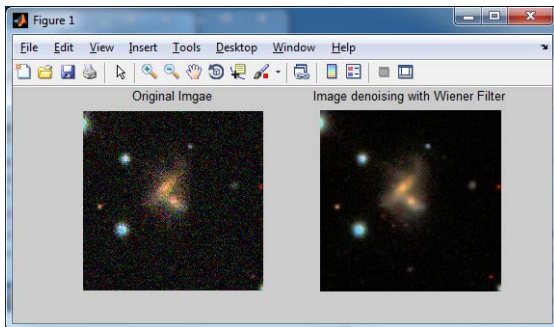 Figure 1
File Edit View Insert Tools Desktop Window Help
Original Imgae
Image denoising with Wiener Filter